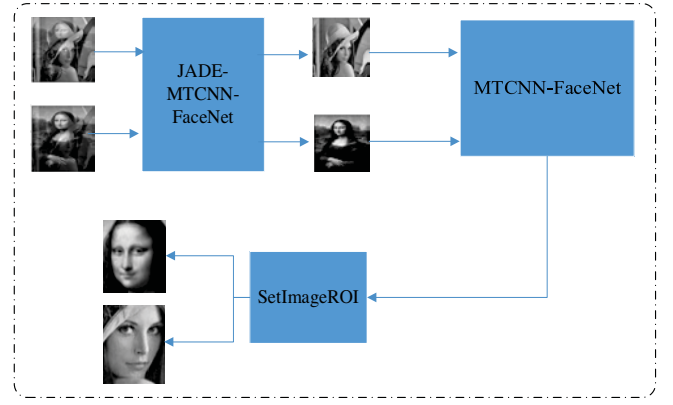 JADE-
MTCNN-
FaceNet
MTCNN-FaceNet
SetImageROI